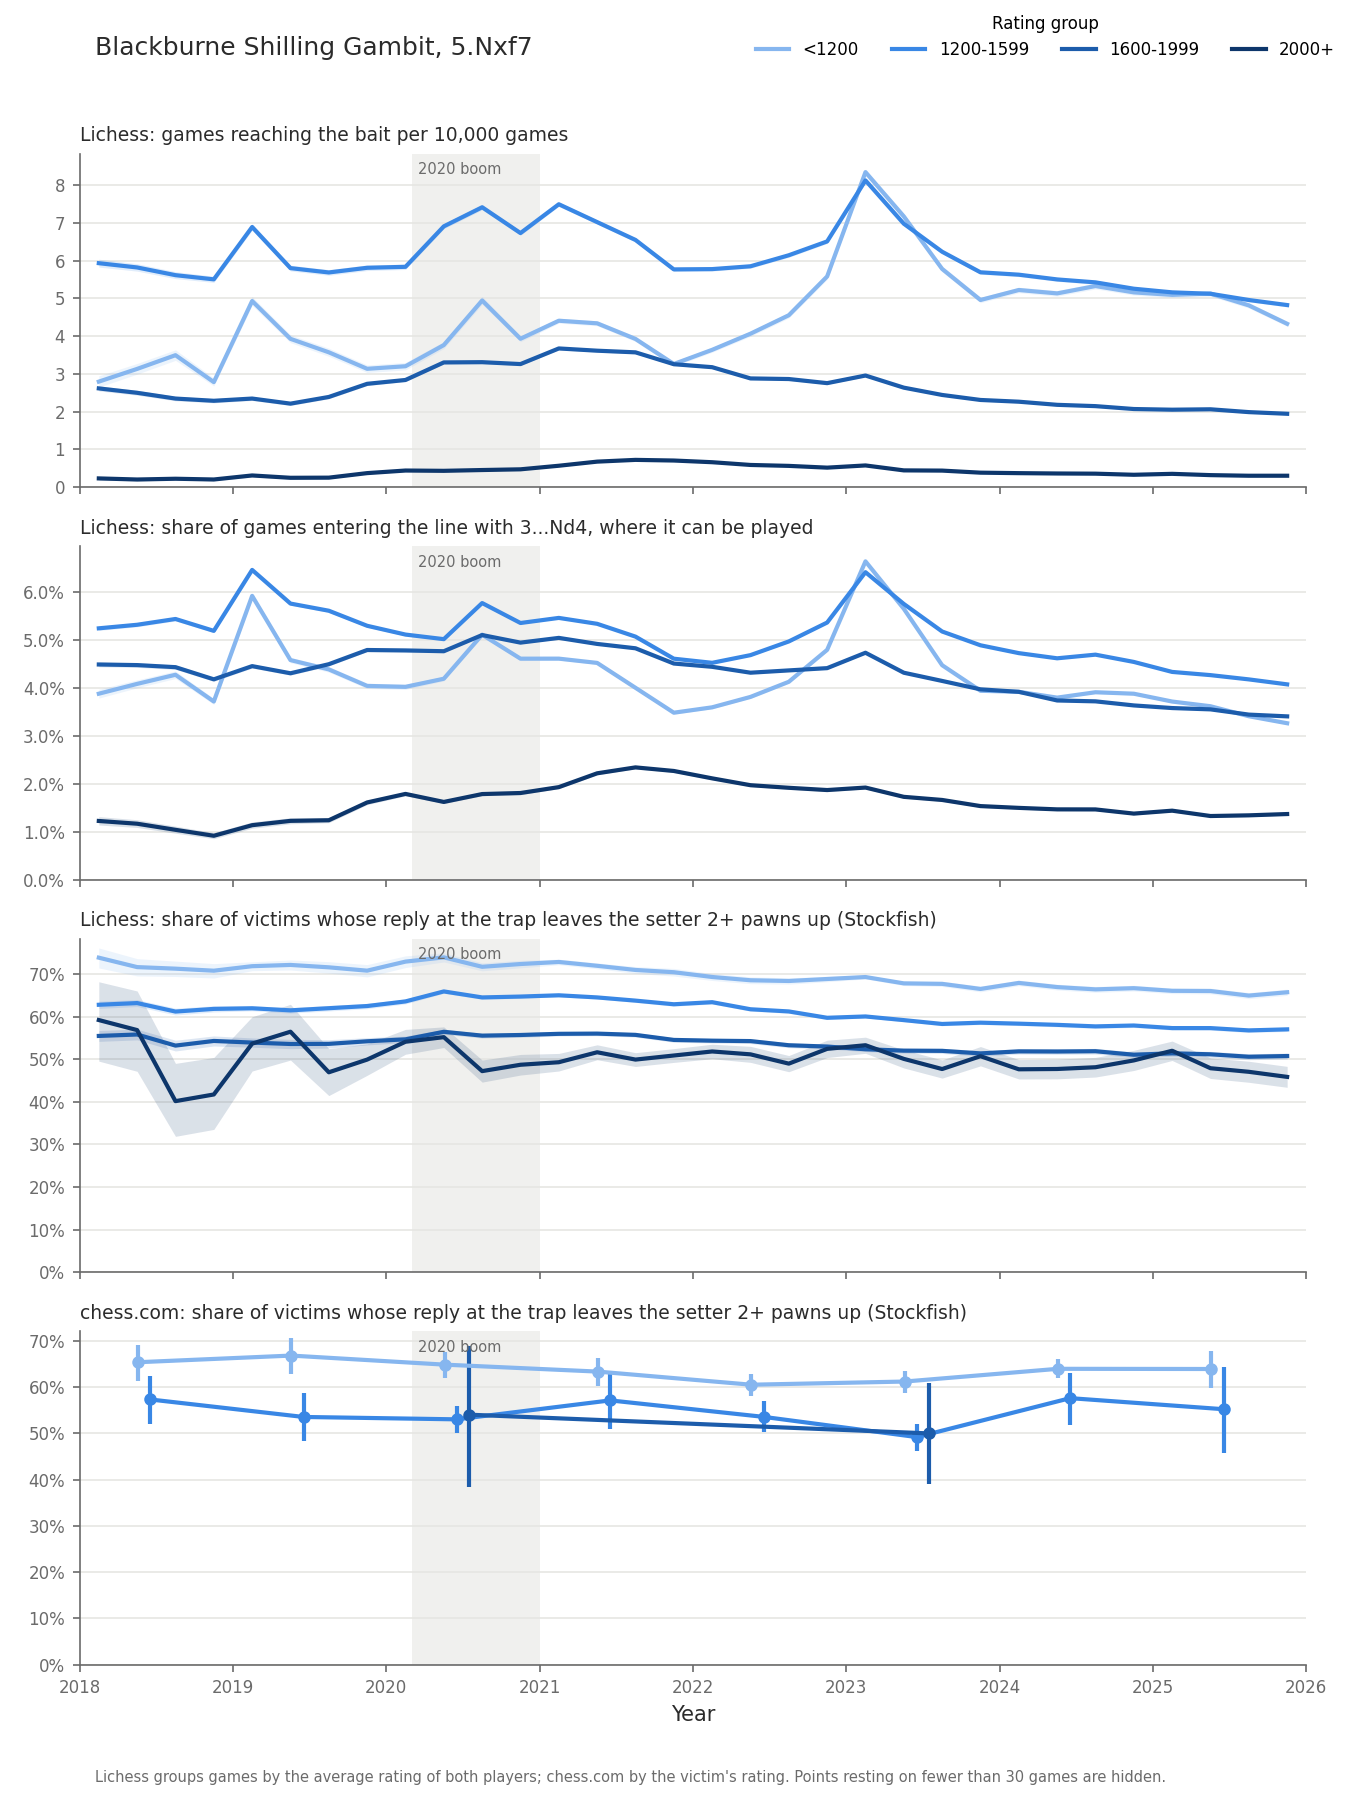 Blackburne Shilling Gambit, 5.Nxf7
Rating group
<1200 1200-1599 1600-1999 2000+
Lichess: games reaching the bait per 10,000 games
2020 boom
8
7
6
5
4
3
2
1
0
Lichess: share of games entering the line with 3...Nd4, where it can be played
2020 boom
6.0%
5.0%
4.0%
3.0%
2.0%
1.0%
0.0%
Lichess: share of victims whose reply at the trap leaves the setter 2+ pawns up (Stockfish)
2020 boom
70%
60%
50%
40%
30%
20%
10%
0%
chess.com: share of victims whose reply at the trap leaves the setter 2+ pawns up (Stockfish)
2020 boom
70%
60%
50%
40%
30%
20%
10%
0%
2018 2019 2020 2021 2022 2023 2024 2025 2026
Year
Lichess groups games by the average rating of both players; chess.com by the victim's rating. Points resting on fewer than 30 games are hidden.